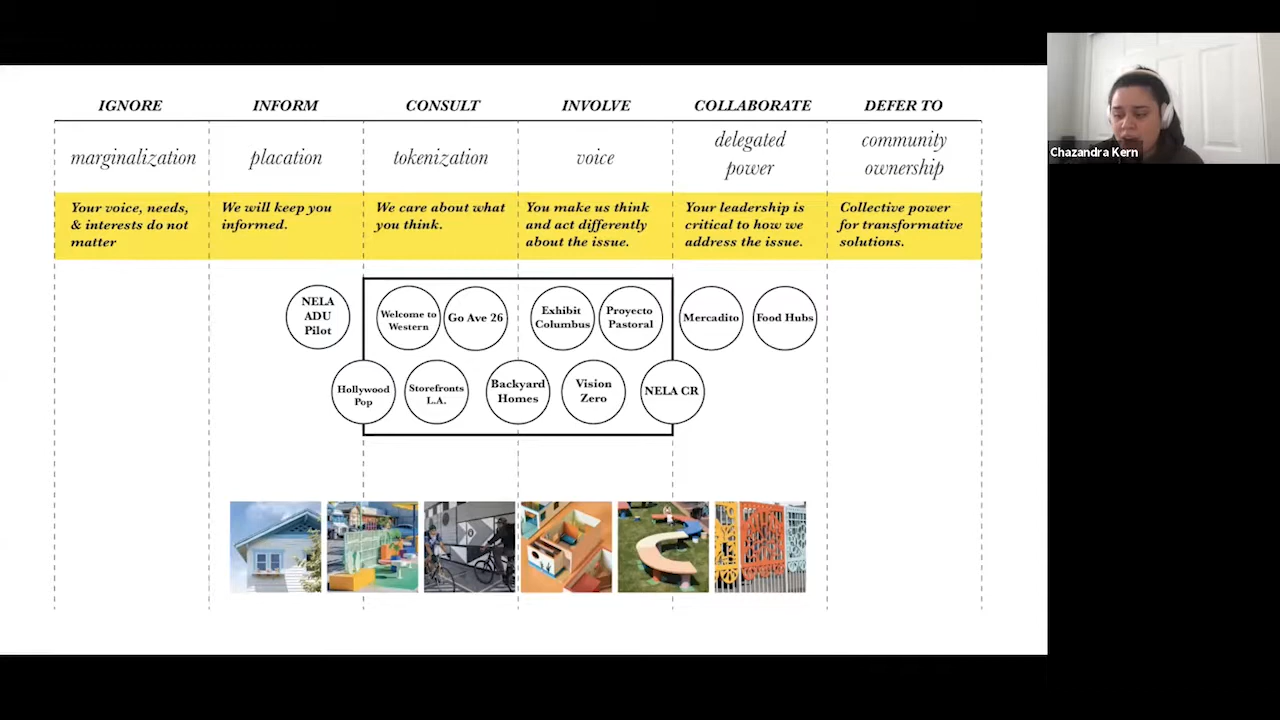 IGNORE
INFORM
CONSULT
INVOLVE
COLLABORATE
DEFER TO
marginalization
placation
tokenization
voice
delegated
power
community
ownership
Your voice, needs,
& interests do not
matter
We will keep you
informed.
We care about what
you think.
You make us think
and act differently
about the issue.
Your leadership is
critical to how we
address the issue.
Collective power
for transformative
solutions.
NELA
ADU
Pilot
Welcome to
Western
Go Ave 26
Exhibit
Columbus
Proyecto
Pastoral
Mercadito
Food Hubs
Hollywood
Pop
Storefronts
L.A.
Backyard
Homes
Vision
Zero
NELA CR
Chazandra Kern